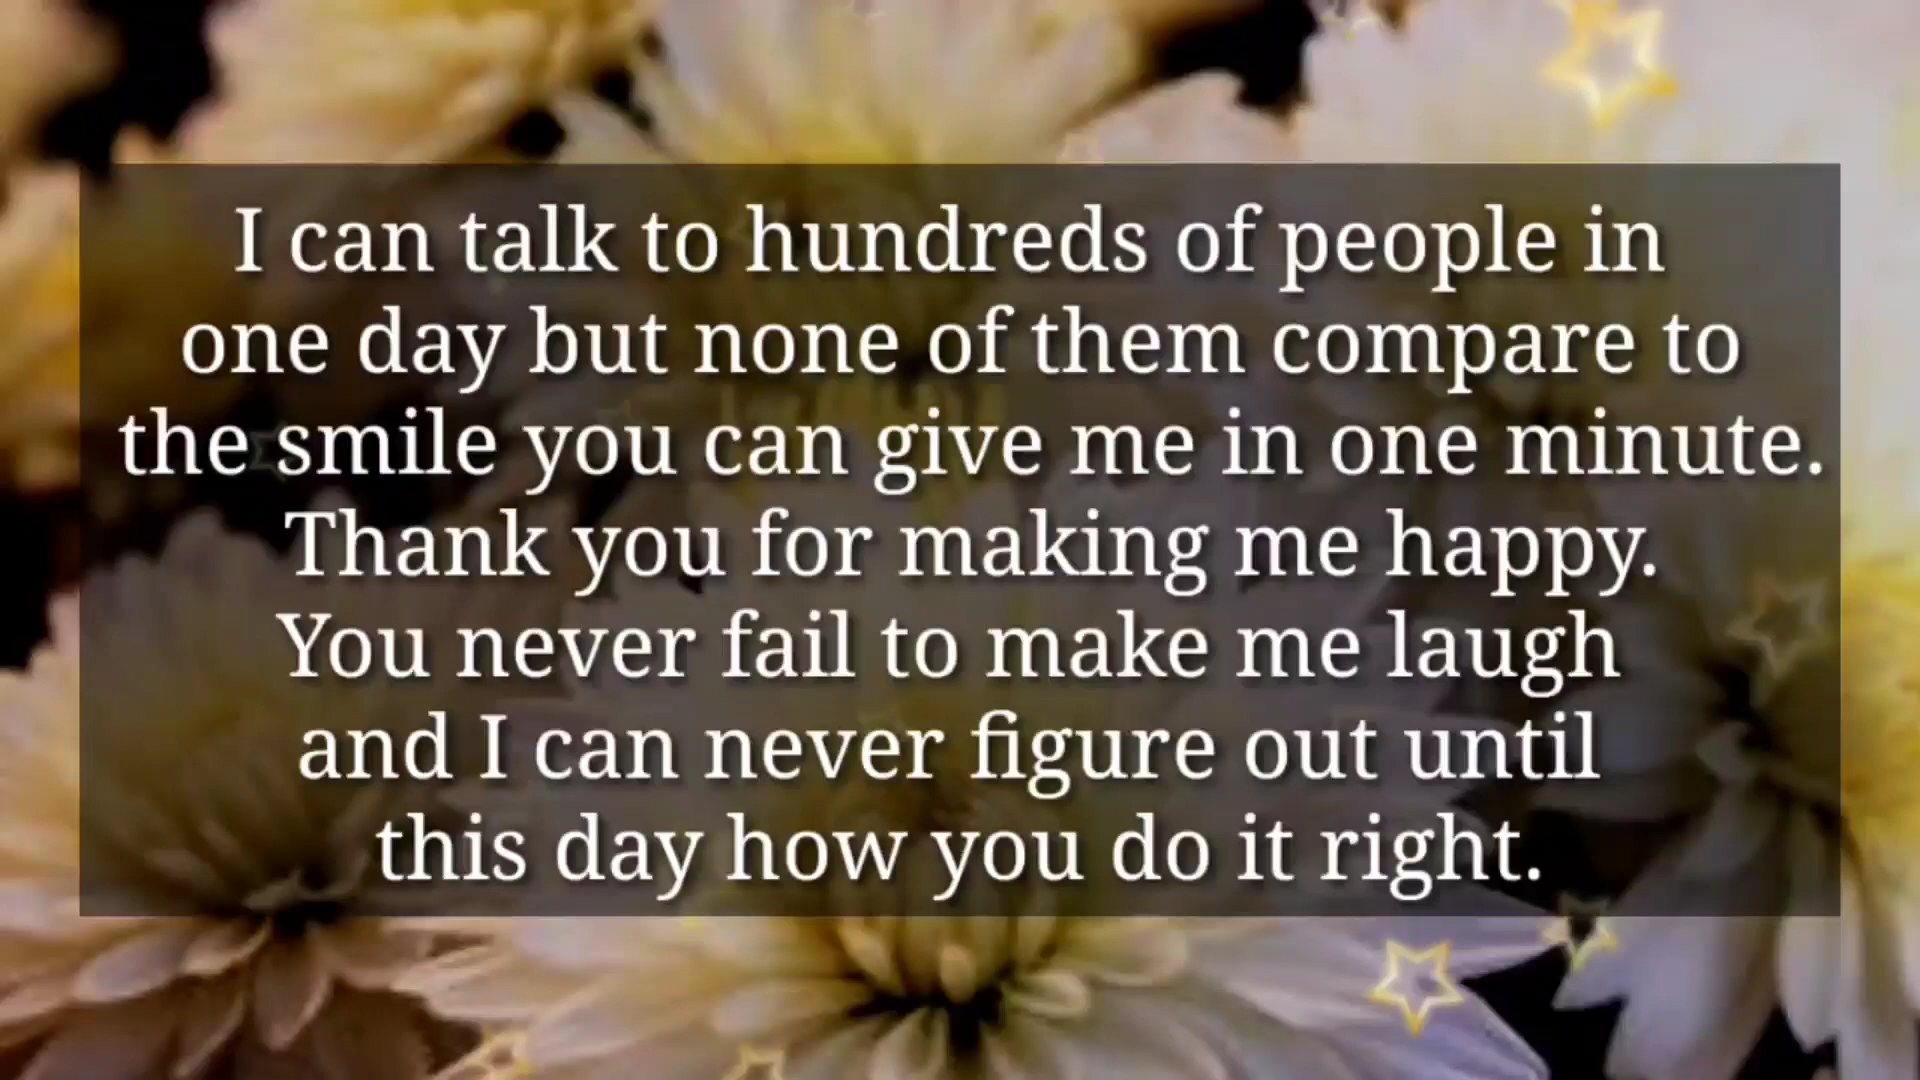 I can talk to hundreds of people in
one day but none of them compare to
the smile you can give me in one minute.
Thank you for making me happy.
You never fail to make me laugh
and I can never figure out until
this day how you do it right.